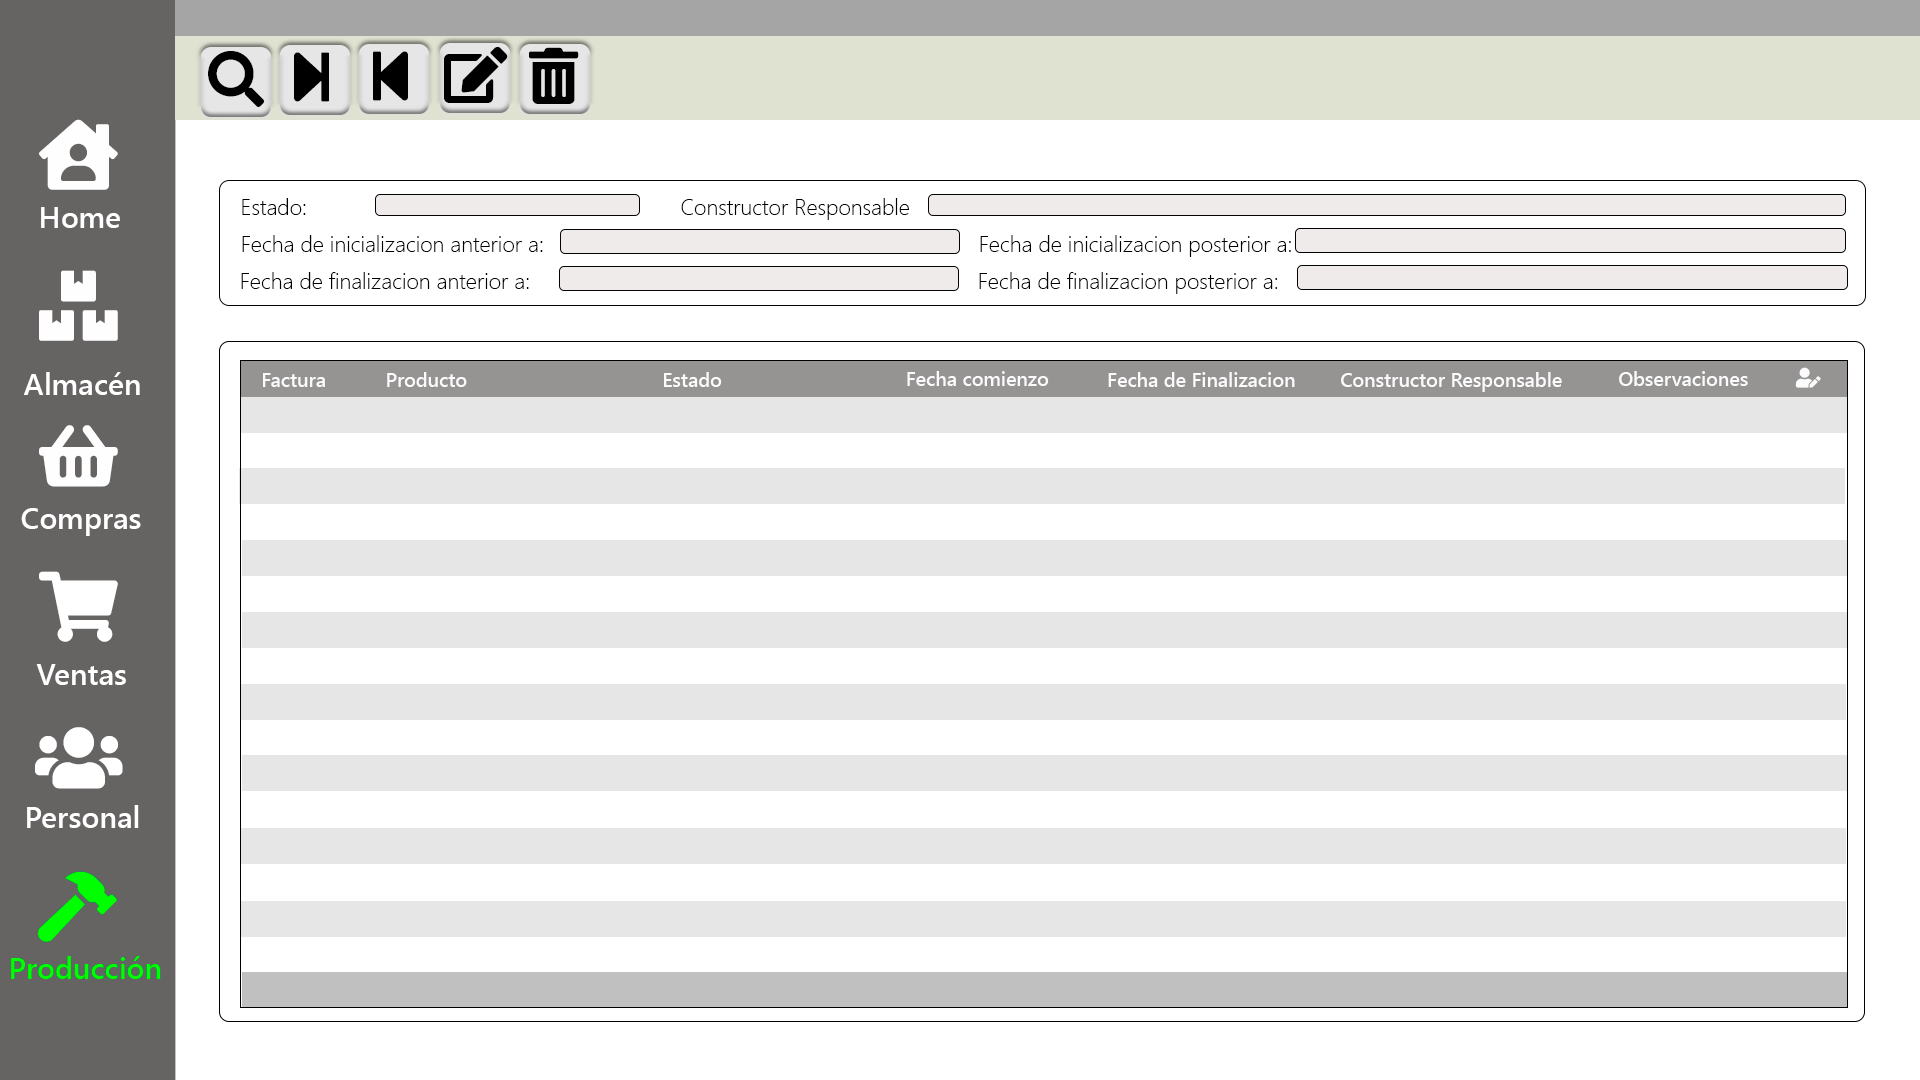 Home
Almacén
Compras
Ventas
Personal
Producción
Estado:
Constructor Responsable
Fecha de inicializacion anterior a:
Fecha de inicializacion posterior a:
Fecha de finalizacion anterior a:
Fecha de finalizacion posterior a:
Factura Producto Estado Fecha comienzo Fecha de Finalizacion Constructor Responsable Observaciones